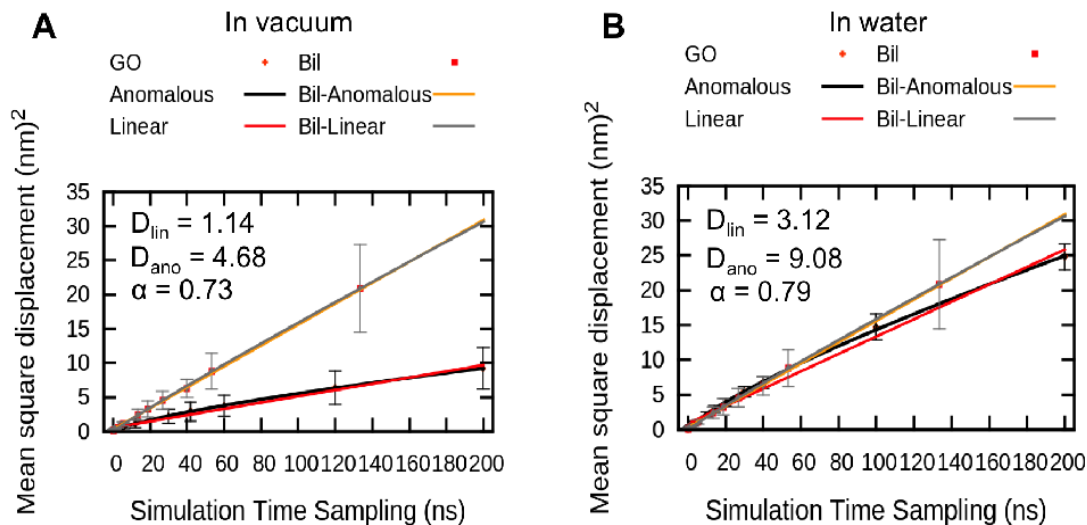 A In vacuum
GO Bil
Anomalous Bil-Anomalous
Linear Bil-Linear
Mean square displacement (nm)²
35
30
25
20
15
10
5
0
D_lin = 1.14
D_ano = 4.68
α = 0.73
0 20 40 60 80 100 120 140 160 180 200
Simulation Time Sampling (ns)
B In water
GO Bil
Anomalous Bil-Anomalous
Linear Bil-Linear
Mean square displacement (nm)²
35
30
25
20
15
10
5
0
D_lin = 3.12
D_ano = 9.08
α = 0.79
0 20 40 60 80 100 120 140 160 180 200
Simulation Time Sampling (ns)